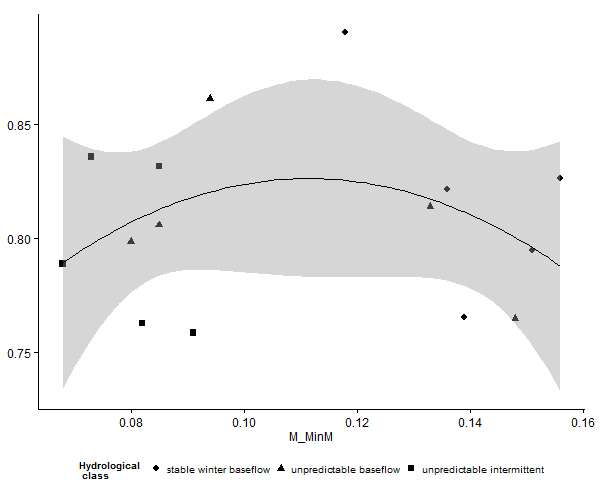 0.85
0.80
0.75
0.08 0.10 0.12 0.14 0.16
M_MinM
Hydrological
class
stable winter baseflow unpredictable baseflow unpredictable intermittent